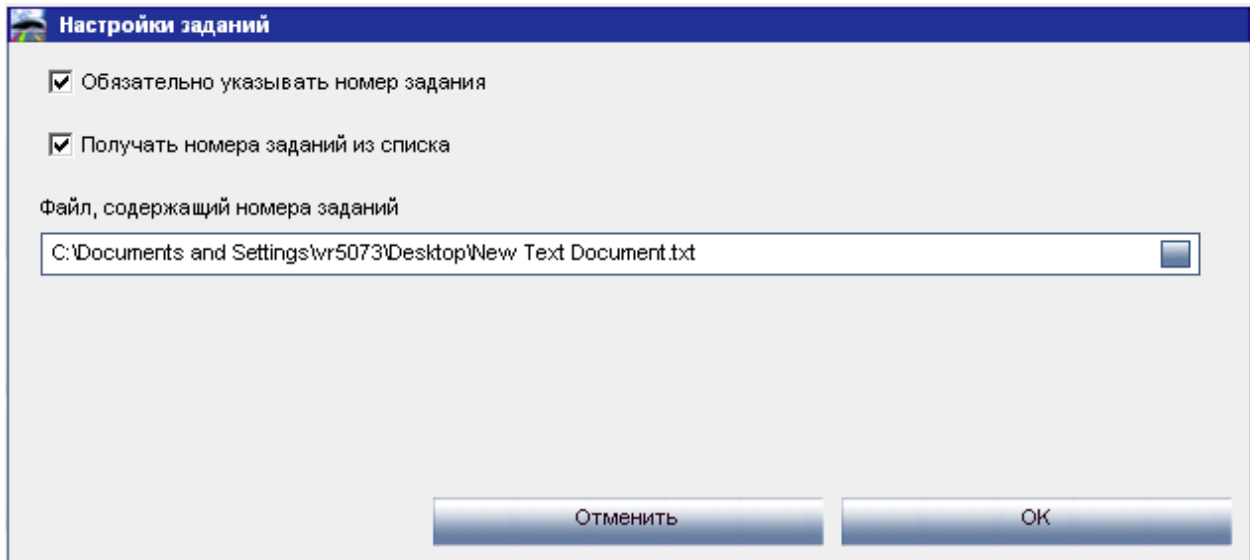 Настройки заданий
Обязательно указывать номер задания
Получать номера заданий из списка
Файл, содержащий номера заданий
C:\Documents and Settings\vr5073\Desktop\New Text Document.txt
Отменить OK